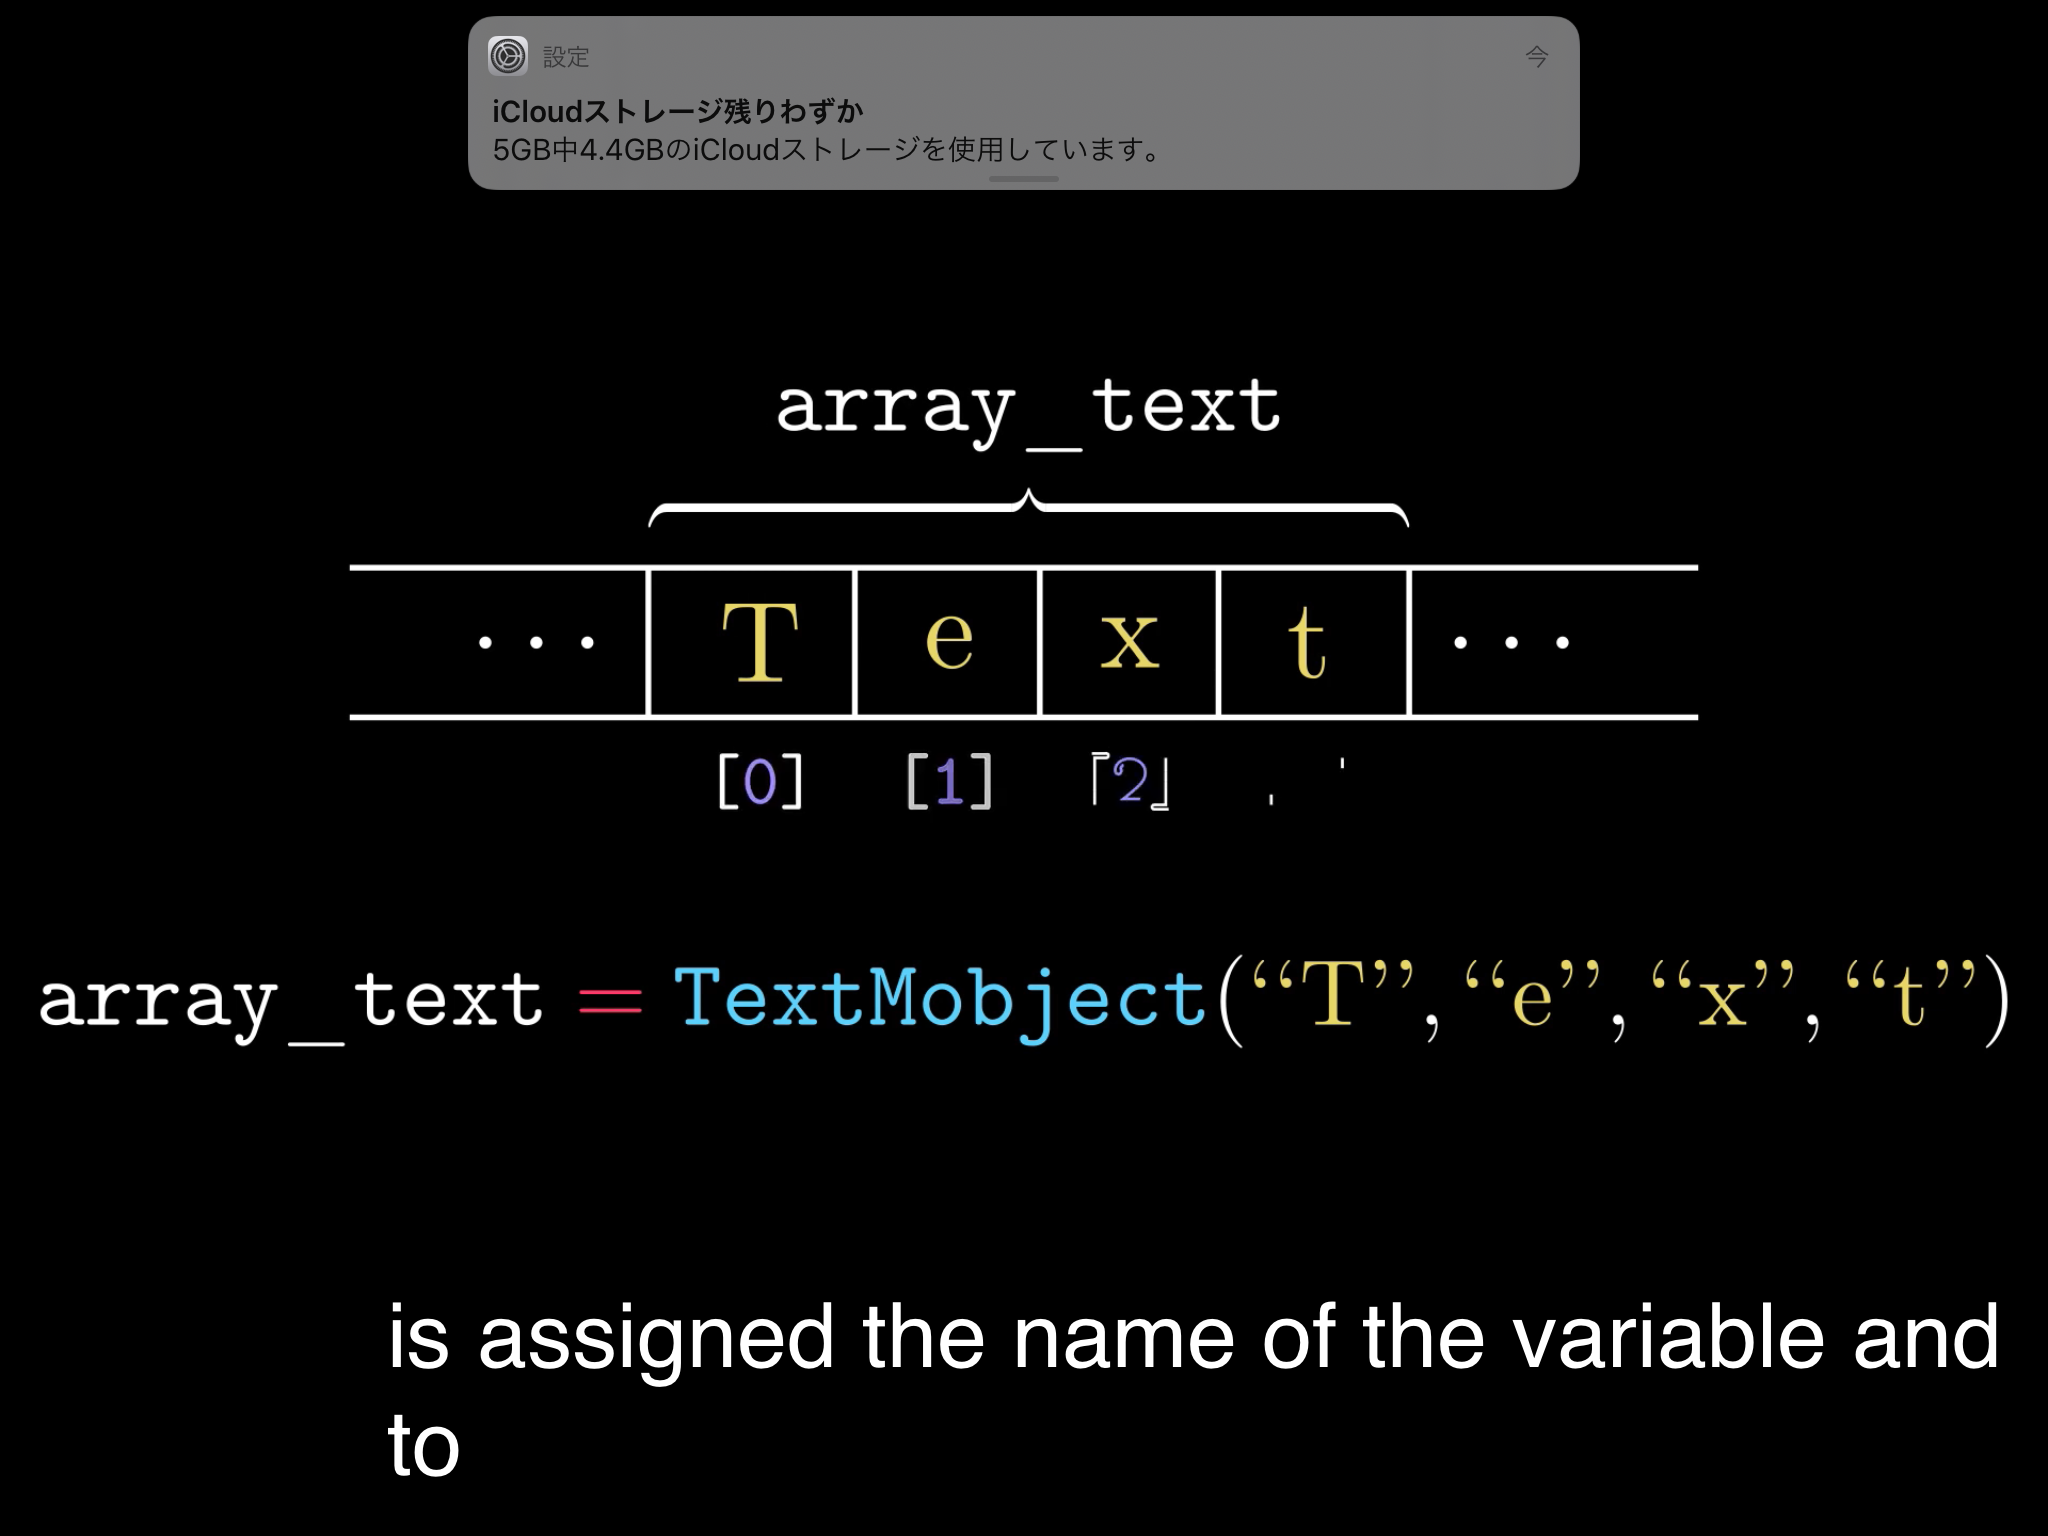 設定
今
iCloudストレージ残りわずか
5GB中4.4GBのiCloudストレージを使用しています。
array_text
··· T e x t ···
[0] [1] [2]
array_text = TextMobject(“T”, “e”, “x”, “t”)
is assigned the name of the variable and
to